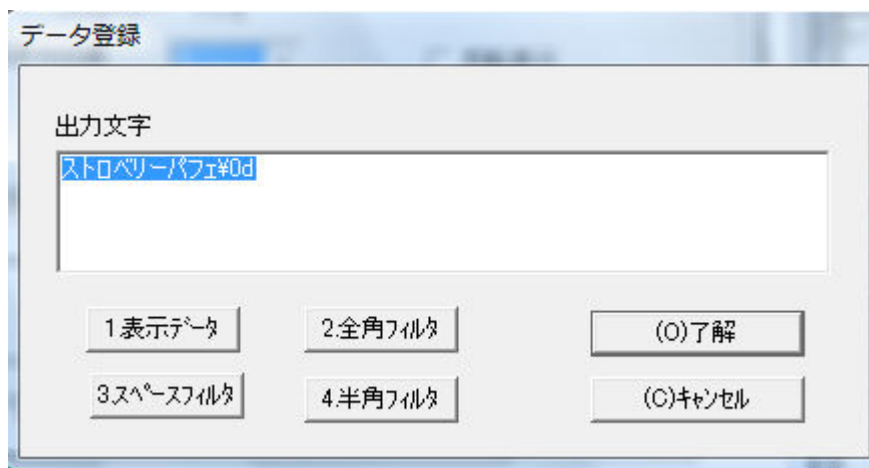 データ登録
出力文字
ストロベリーパフェ¥0d
1.表示ﾃﾞｰﾀ
2.全角ﾌｨﾙﾀ
(O)了解
3.ｽﾍﾟｰｽﾌｨﾙﾀ
4.半角ﾌｨﾙﾀ
(C)ｷｬﾝｾﾙ